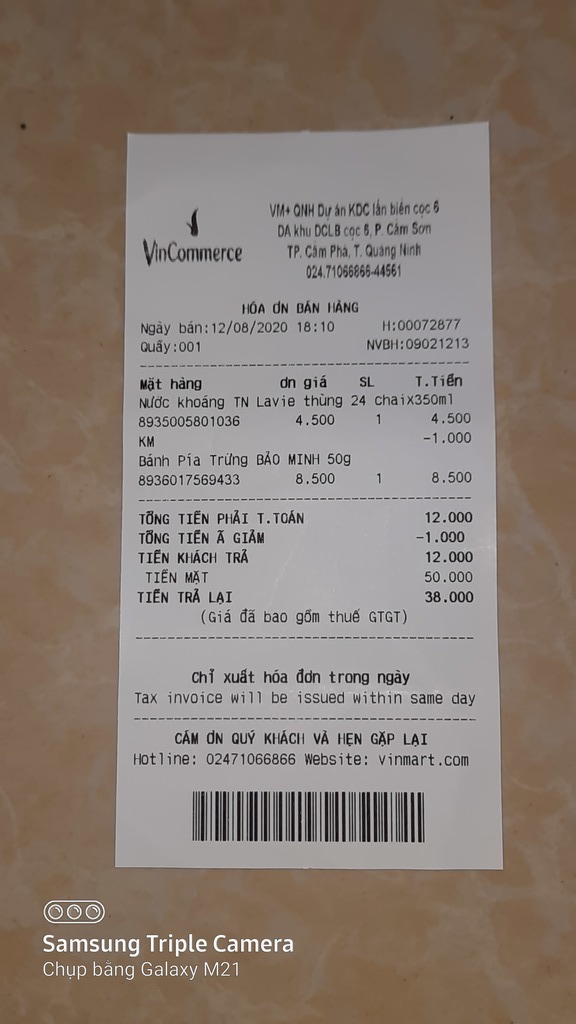 VinCommerce
VM+ QNH Dự án KDC lấn biển cọc 6
DA khu DCLB cọc 6, P. Cẩm Sơn
TP. Cẩm Phả, T. Quảng Ninh
024.71066866-44561
HÓA ƠN BÁN HÀNG
Ngày bán:12/08/2020 18:10 H:00072877
Quầy:001 NVBH:09021213
Mặt hàng ơn giá SL T.Tiền
Nước khoáng TN Lavie thùng 24 chaix350ml
8935005801036 4.500 1 4.500
KM -1.000
Bánh Pía Trứng BẢO MINH 50g
8936017569433 8.500 1 8.500
TỔNG TIỀN PHẢI T.TOÁN 12.000
TỔNG TIỀN Ã GIẢM -1.000
TIỀN KHÁCH TRẢ 12.000
TIỀN MẶT 50.000
TIỀN TRẢ LẠI 38.000
(Giá đã bao gồm thuế GTGT)
Chỉ xuất hóa đơn trong ngày
Tax invoice will be issued within same day
CẢM ƠN QUÝ KHÁCH VÀ HẸN GẶP LẠI
Hotline: 02471066866 Website: vinmart.com
Samsung Triple Camera
Chụp bằng Galaxy M21